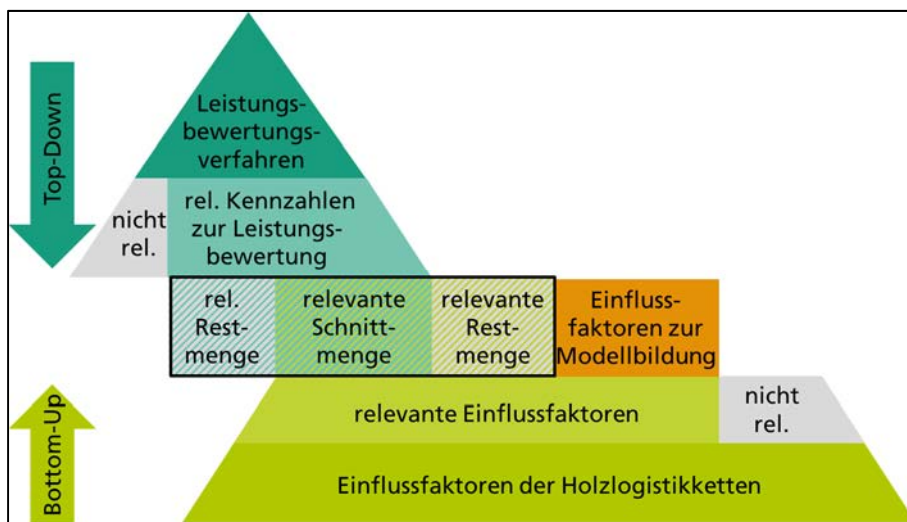 Top-Down
Leistungs-
bewertungs-
verfahren
nicht
rel.
rel. Kennzahlen
zur Leistungs-
bewertung
rel.
Rest-
menge
relevante
Schnitt-
menge
relevante
Rest-
menge
Einfluss-
faktoren zur
Modellbildung
Bottom-Up
relevante Einflussfaktoren
nicht
rel.
Einflussfaktoren der Holzlogistikketten